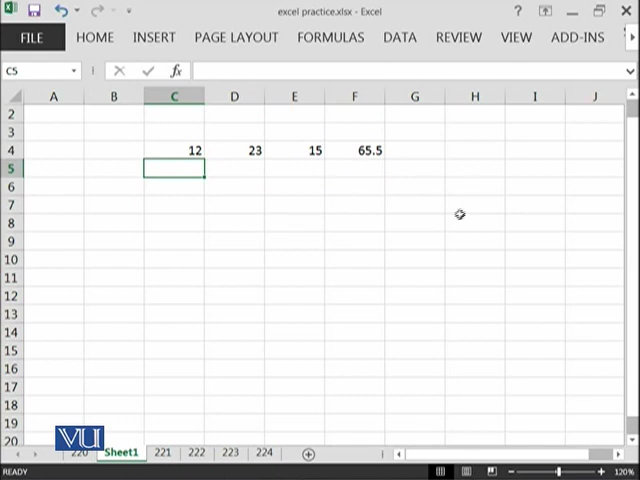 excel practice.xlsx - Excel
?
FILE HOME INSERT PAGE LAYOUT FORMULAS DATA REVIEW VIEW ADD-INS
C5 fx
A B C D E F G H I J
2
3
4 12 23 15 65.5
5
6
7
8
9
10
11
12
13
14
15
16
17
18
19
20
VU
220 Sheet1 221 222 223 224
READY 120%